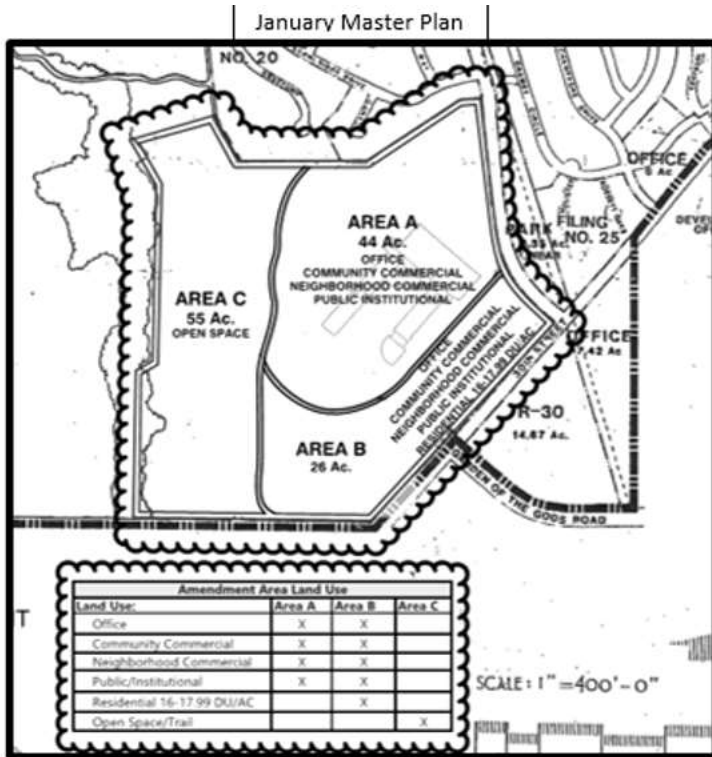 January Master Plan
NO. 20
OFFICE
AREA A
44 Ac.
OFFICE
COMMUNITY COMMERCIAL
NEIGHBORHOOD COMMERCIAL
PUBLIC INSTITUTIONAL
FILING
NO. 25
AREA C
55 Ac.
OPEN SPACE
OFFICE
COMMUNITY COMMERCIAL
NEIGHBORHOOD COMMERCIAL
PUBLIC INSTITUTIONAL
RESIDENTIAL 16-17.99 DU/AC
30TH STREET
OFFICE
7.42 Ac
R-30
14.67 Ac.
AREA B
26 Ac.
GARDEN OF THE GODS ROAD
Amendment Area Land Use
Land Use: Area A Area B Area C
Office X X
Community Commercial X X
Neighborhood Commercial X X
Public/Institutional X X
Residential 16-17.99 DU/AC X
Open Space/Trail X
T
SCALE: 1" = 400'-0"